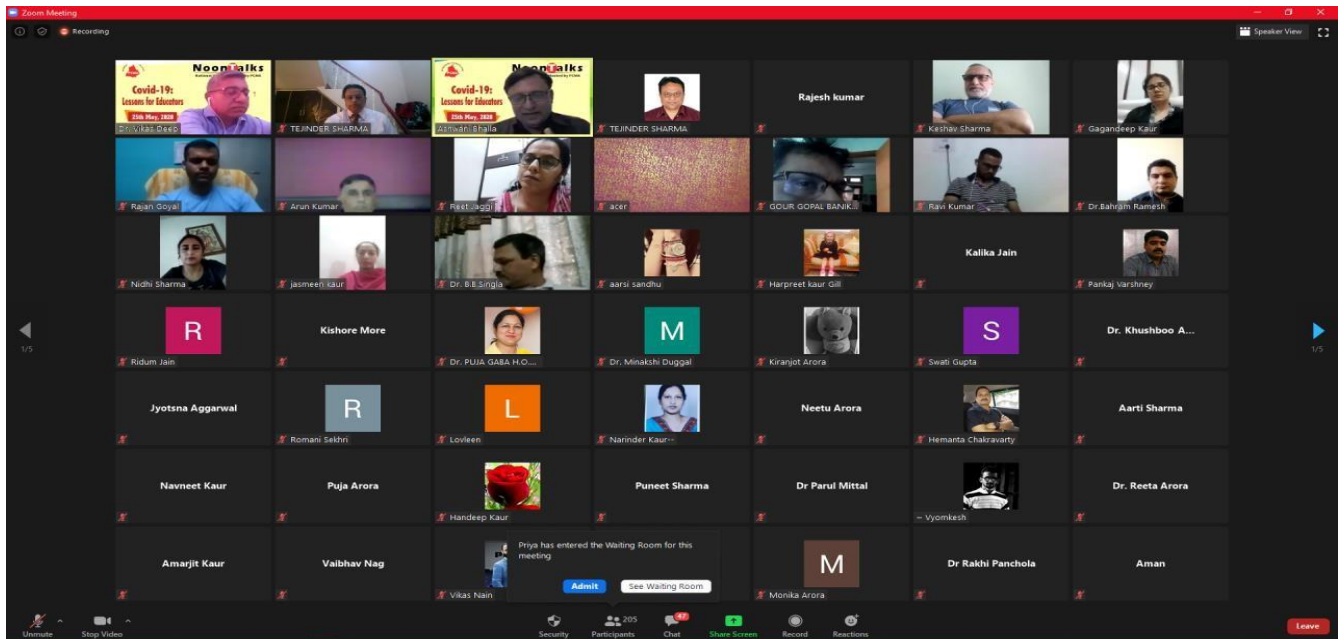 Zoom Meeting
Recording
Speaker View
Noon Talks
Covid-19:
Lessons for Educators
25th May, 2020
Dr. Vikas Deep
TEJINDER SHARMA
Covid-19:
Lessons for Educators
25th May, 2020
Ashwani Bhalla
TEJINDER SHARMA
Rajesh kumar
Keshav Sharma
Gagandeep Kaur
Rajan Goyal
Arun Kumar
Reet Jaggi
acer
GOUR GOPAL BANIK...
Ravi Kumar
Dr.Bahram Ramesh
Nidhi Sharma
jasmeen kaur
Dr. B.B.Singla
aarsi sandhu
Harpreet kaur Gill
Kalika Jain
Pankaj Varshney
1/5
R
Ridum Jain
Kishore More
Dr. PUJA GABA H.O....
M
Dr. Minakshi Duggal
Kiranjot Arora
S
Swati Gupta
Dr. Khushboo A...
1/5
Jyotsna Aggarwal
R
Romani Sekhri
L
Lovleen
Narinder Kaur--
Neetu Arora
Hemanta Chakravarty
Aarti Sharma
Navneet Kaur
Puja Arora
Handeep Kaur
Puneet Sharma
Dr Parul Mittal
~ Vyomkesh
Dr. Reeta Arora
Amarjit Kaur
Vaibhav Nag
Vikas Nain
Priya has entered the Waiting Room for this
meeting
Admit
See Waiting Room
M
Monika Arora
Dr Rakhi Panchola
Aman
Unmute
Stop Video
Security
205
Participants
47
Chat
Share Screen
Record
Reactions
Leave